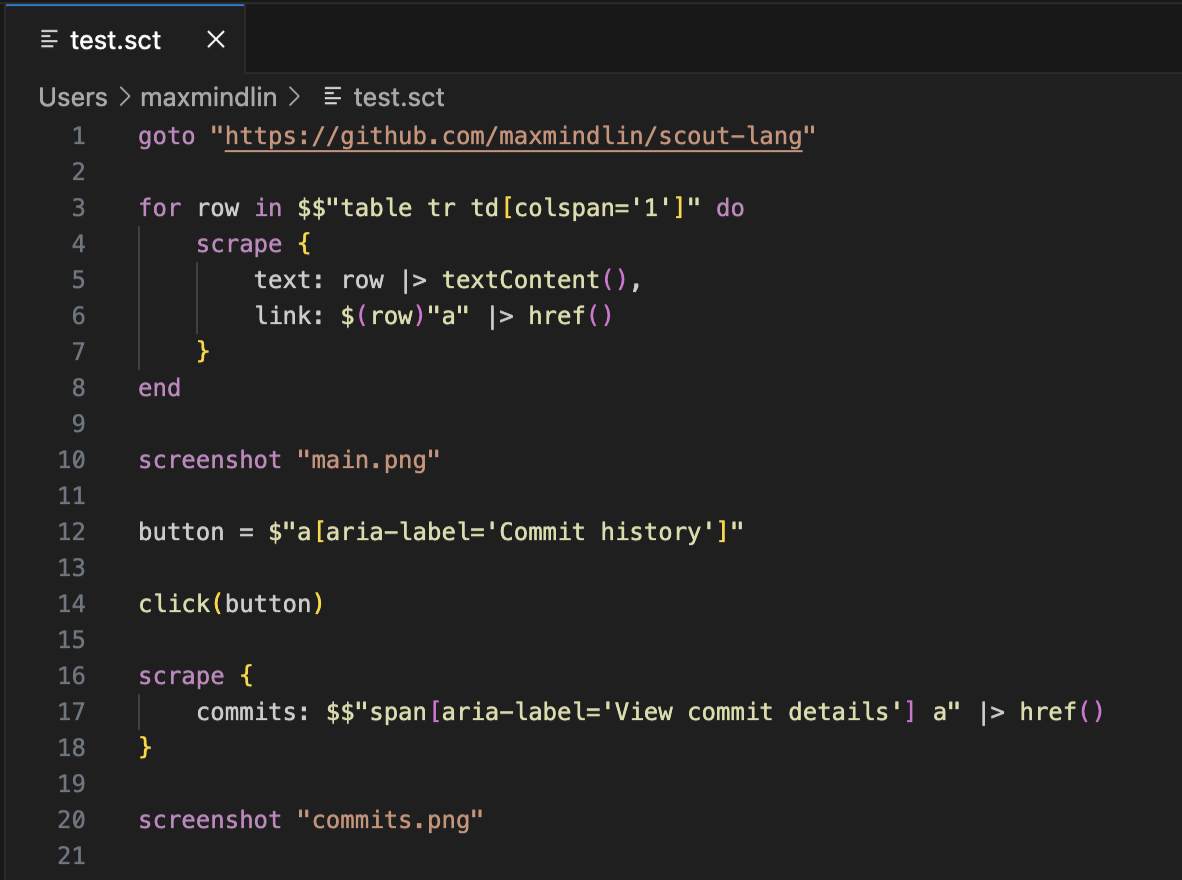 test.sct
Users > maxmindlin > test.sct
1 goto "https://github.com/maxmindlin/scout-lang"
2
3 for row in $$"table tr td[colspan='1']" do
4     scrape {
5         text: row |> textContent(),
6         link: $(row)"a" |> href()
7     }
8 end
9
10 screenshot "main.png"
11
12 button = $"a[aria-label='Commit history']"
13
14 click(button)
15
16 scrape {
17     commits: $$"span[aria-label='View commit details'] a" |> href()
18 }
19
20 screenshot "commits.png"
21